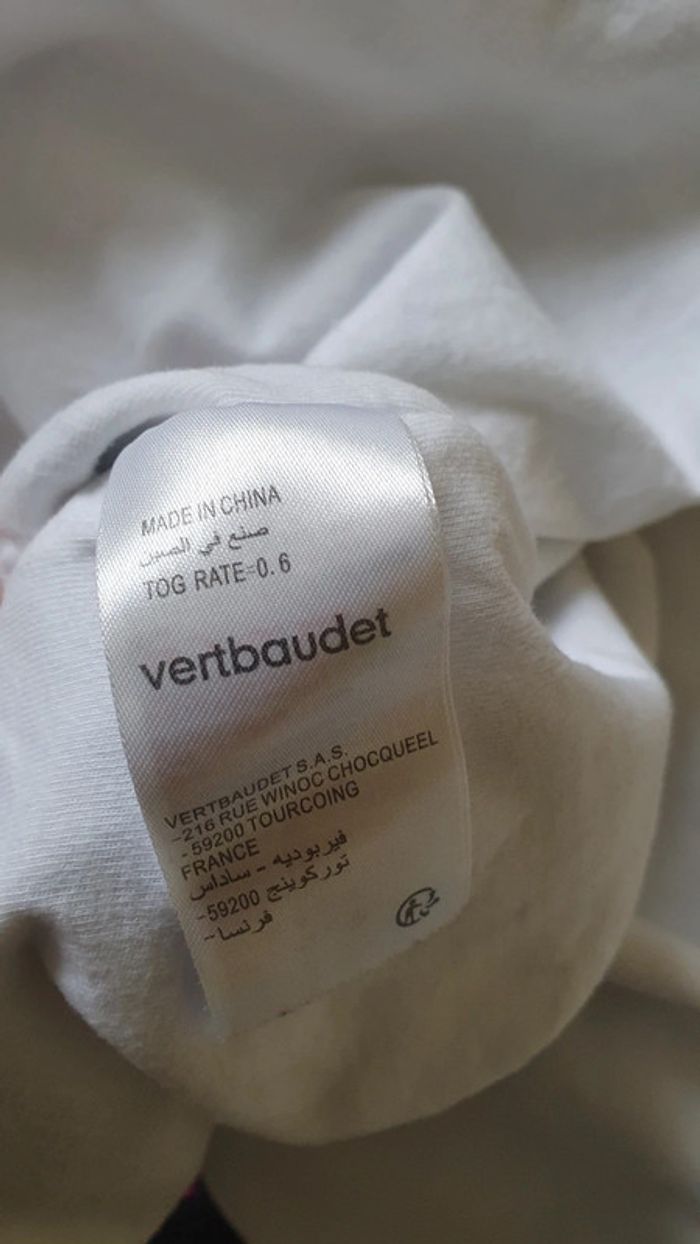 MADE IN CHINA
صنع في الصين
TOG RATE=0.6
vertbaudet
VERTBAUDET S.A.S.
-216 RUE WINOC CHOCQUEEL
- 59200 TOURCOING
FRANCE
فيربوديه - ساداس
توركوينج 59200-
فرنسا-